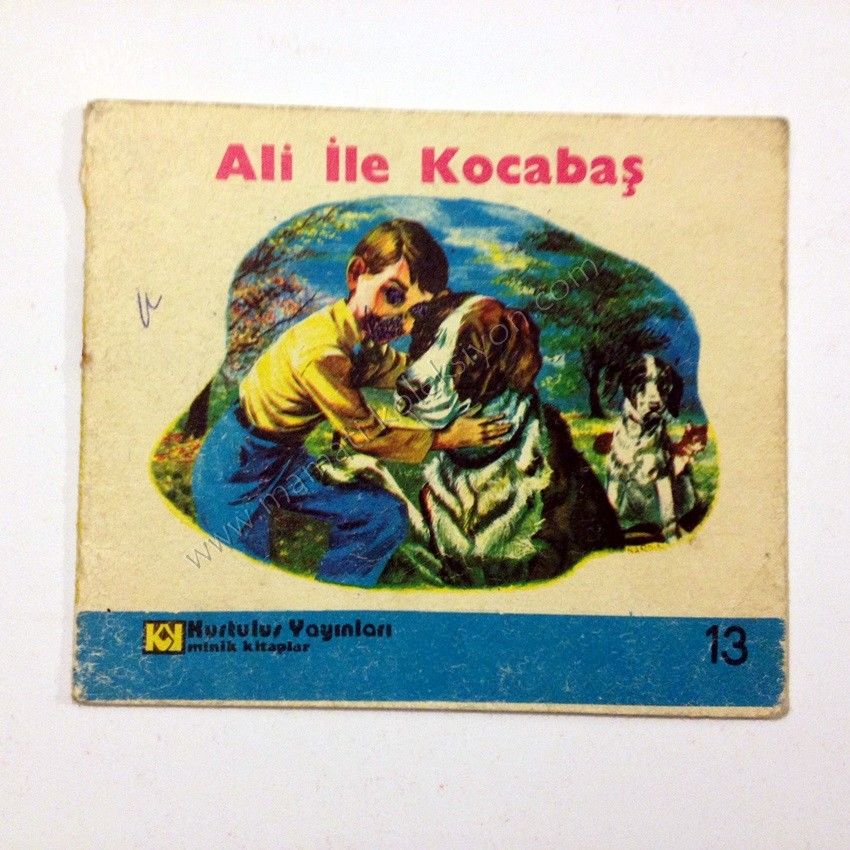 Ali İle Kocabaş
Kurtuluş Yayınları
minik kitaplar
13